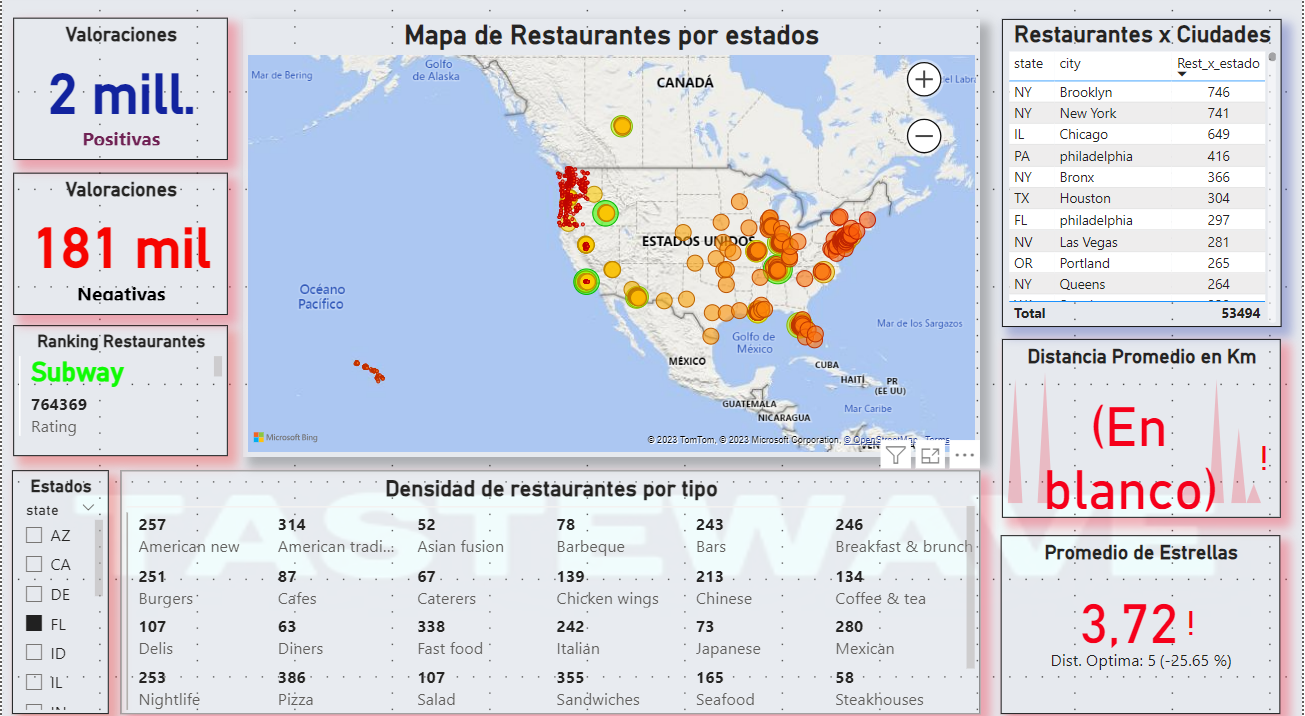 Valoraciones
2 mill.
Positivas
Valoraciones
181 mil
Negativas
Ranking Restaurantes
Subway
764369
Rating
Estados
state
AZ
CA
DE
FL
ID
IL
IN
Mapa de Restaurantes por estados
Mar de Bering
Golfo
de Alaska
CANADÁ
del Labra
ESTADOS UNIDOS
Océano
Pacífico
Golfo de
México
Mar de los Sargazos
MÉXICO
CUBA
HAITÍ
PR
(EE UU)
GUATEMALA
Mar Caribe
NICARAGUA
Microsoft Bing
© 2023 TomTom, © 2023 Microsoft Corporation, © OpenStreetMap Terms
Densidad de restaurantes por tipo
257 314 52 78 243 246
American new American tradi... Asian fusion Barbeque Bars Breakfast & brunch
251 87 67 139 213 134
Burgers Cafes Caterers Chicken wings Chinese Coffee & tea
107 63 338 242 73 280
Delis Diners Fast food Italian Japanese Mexican
253 386 107 355 165 58
Nightlife Pizza Salad Sandwiches Seafood Steakhouses
TASTEWAVE
Restaurantes x Ciudades
state city Rest_x_estado
NY Brooklyn 746
NY New York 741
IL Chicago 649
PA philadelphia 416
NY Bronx 366
TX Houston 304
FL philadelphia 297
NV Las Vegas 281
OR Portland 265
NY Queens 264
Total 53494
Distancia Promedio en Km
(En
blanco)
!
Promedio de Estrellas
3,72 !
Dist. Optima: 5 (-25.65 %)